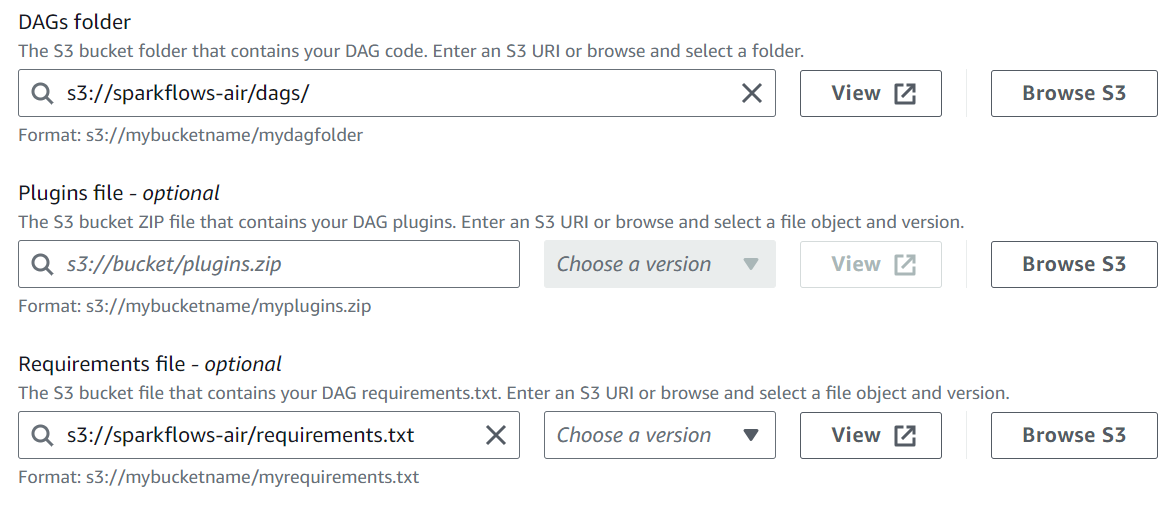 DAGs folder
The S3 bucket folder that contains your DAG code. Enter an S3 URI or browse and select a folder.
s3://sparkflows-air/dags/ View Browse S3
Format: s3://mybucketname/mydagfolder
Plugins file - optional
The S3 bucket ZIP file that contains your DAG plugins. Enter an S3 URI or browse and select a file object and version.
s3://bucket/plugins.zip Choose a version View Browse S3
Format: s3://mybucketname/myplugins.zip
Requirements file - optional
The S3 bucket file that contains your DAG requirements.txt. Enter an S3 URI or browse and select a file object and version.
s3://sparkflows-air/requirements.txt Choose a version View Browse S3
Format: s3://mybucketname/myrequirements.txt